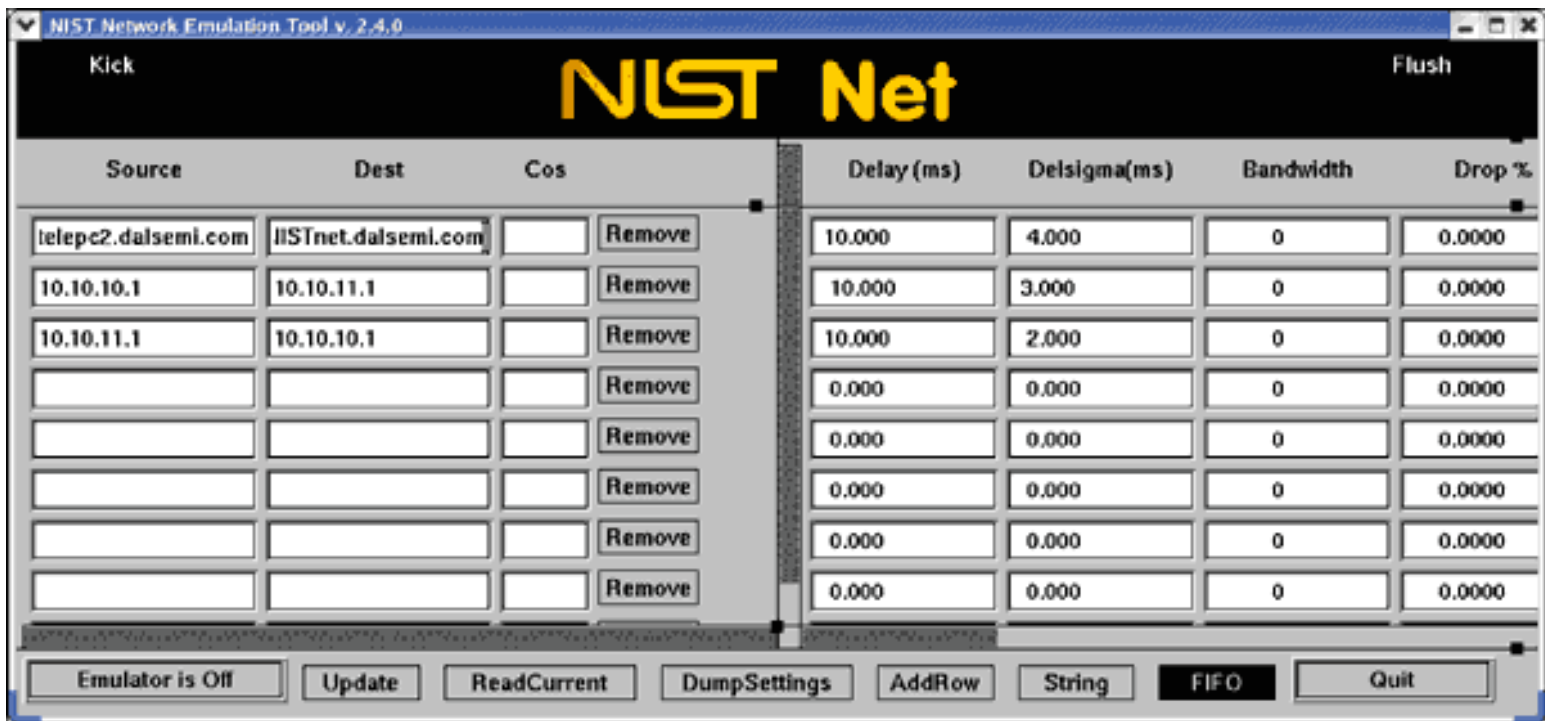 NIST Network Emulation Tool v. 2.4.0
Kick NIST Net Flush
Source Dest Cos Delay (ms) Delsigma(ms) Bandwidth Drop %
telepc2.dalsemi.com IISTnet.dalsemi.com Remove 10.000 4.000 0 0.0000
10.10.10.1 10.10.11.1 Remove 10.000 3.000 0 0.0000
10.10.11.1 10.10.10.1 Remove 10.000 2.000 0 0.0000
Remove 0.000 0.000 0 0.0000
Remove 0.000 0.000 0 0.0000
Remove 0.000 0.000 0 0.0000
Remove 0.000 0.000 0 0.0000
Remove 0.000 0.000 0 0.0000
Emulator is Off Update ReadCurrent DumpSettings AddRow String FIFO Quit